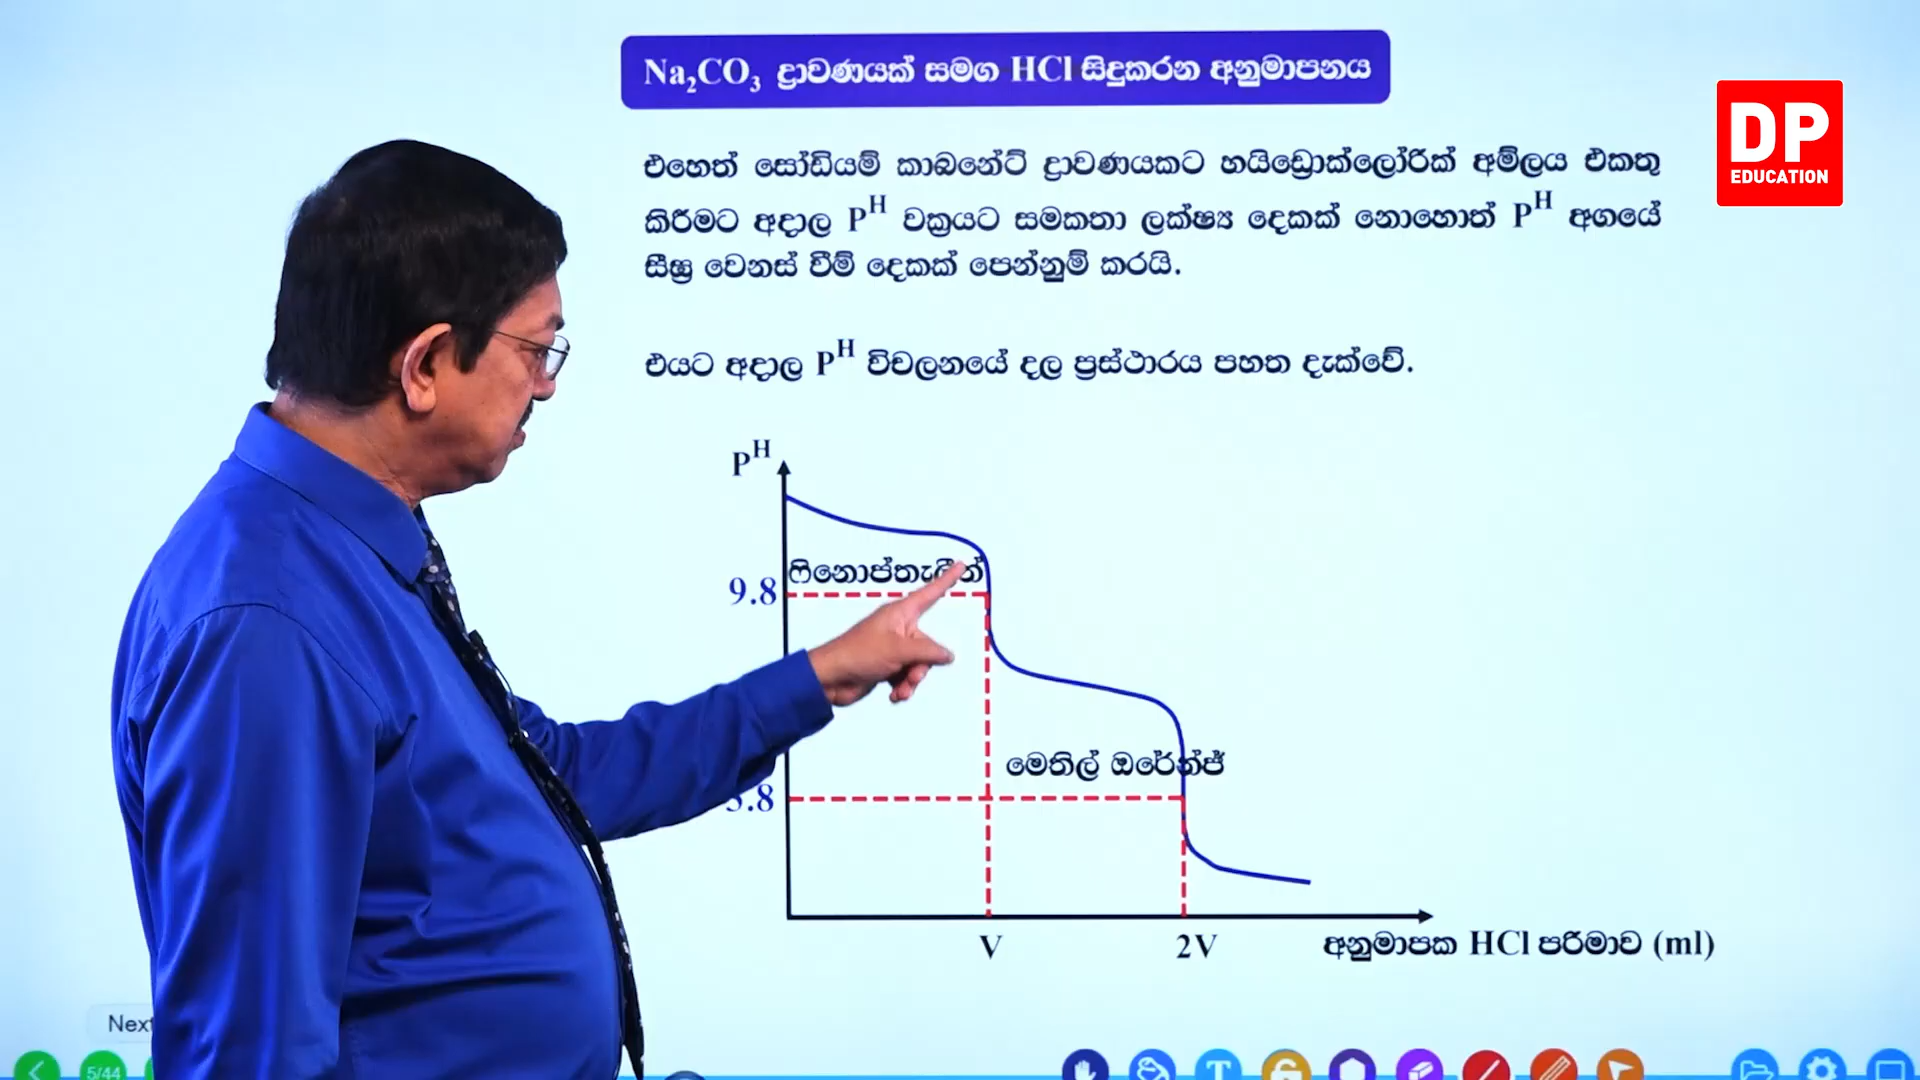 Na₂CO₃ ද්‍රාවණයක් සමග HCl සිදුකරන අනුමාපනය
DP
EDUCATION
එහෙත් සෝඩියම් කාබනේට් ද්‍රාවණයකට හයිඩ්‍රොක්ලෝරික් අම්ලය එකතු
කිරීමට අදාල Pᴴ වක්‍රයට සමකතා ලක්ෂ්‍ය දෙකක් නොහොත් Pᴴ අගයේ
සීඝ්‍ර වෙනස් වීම් දෙකක් පෙන්නුම් කරයි.
එයට අදාල Pᴴ විචලනයේ දල ප්‍රස්ථාරය පහත දැක්වේ.
Pᴴ
9.8
මෙතිල් ඔරේන්ජ්
V
2V
අනුමාපක HCl පරිමාව (ml)
Next
5/44